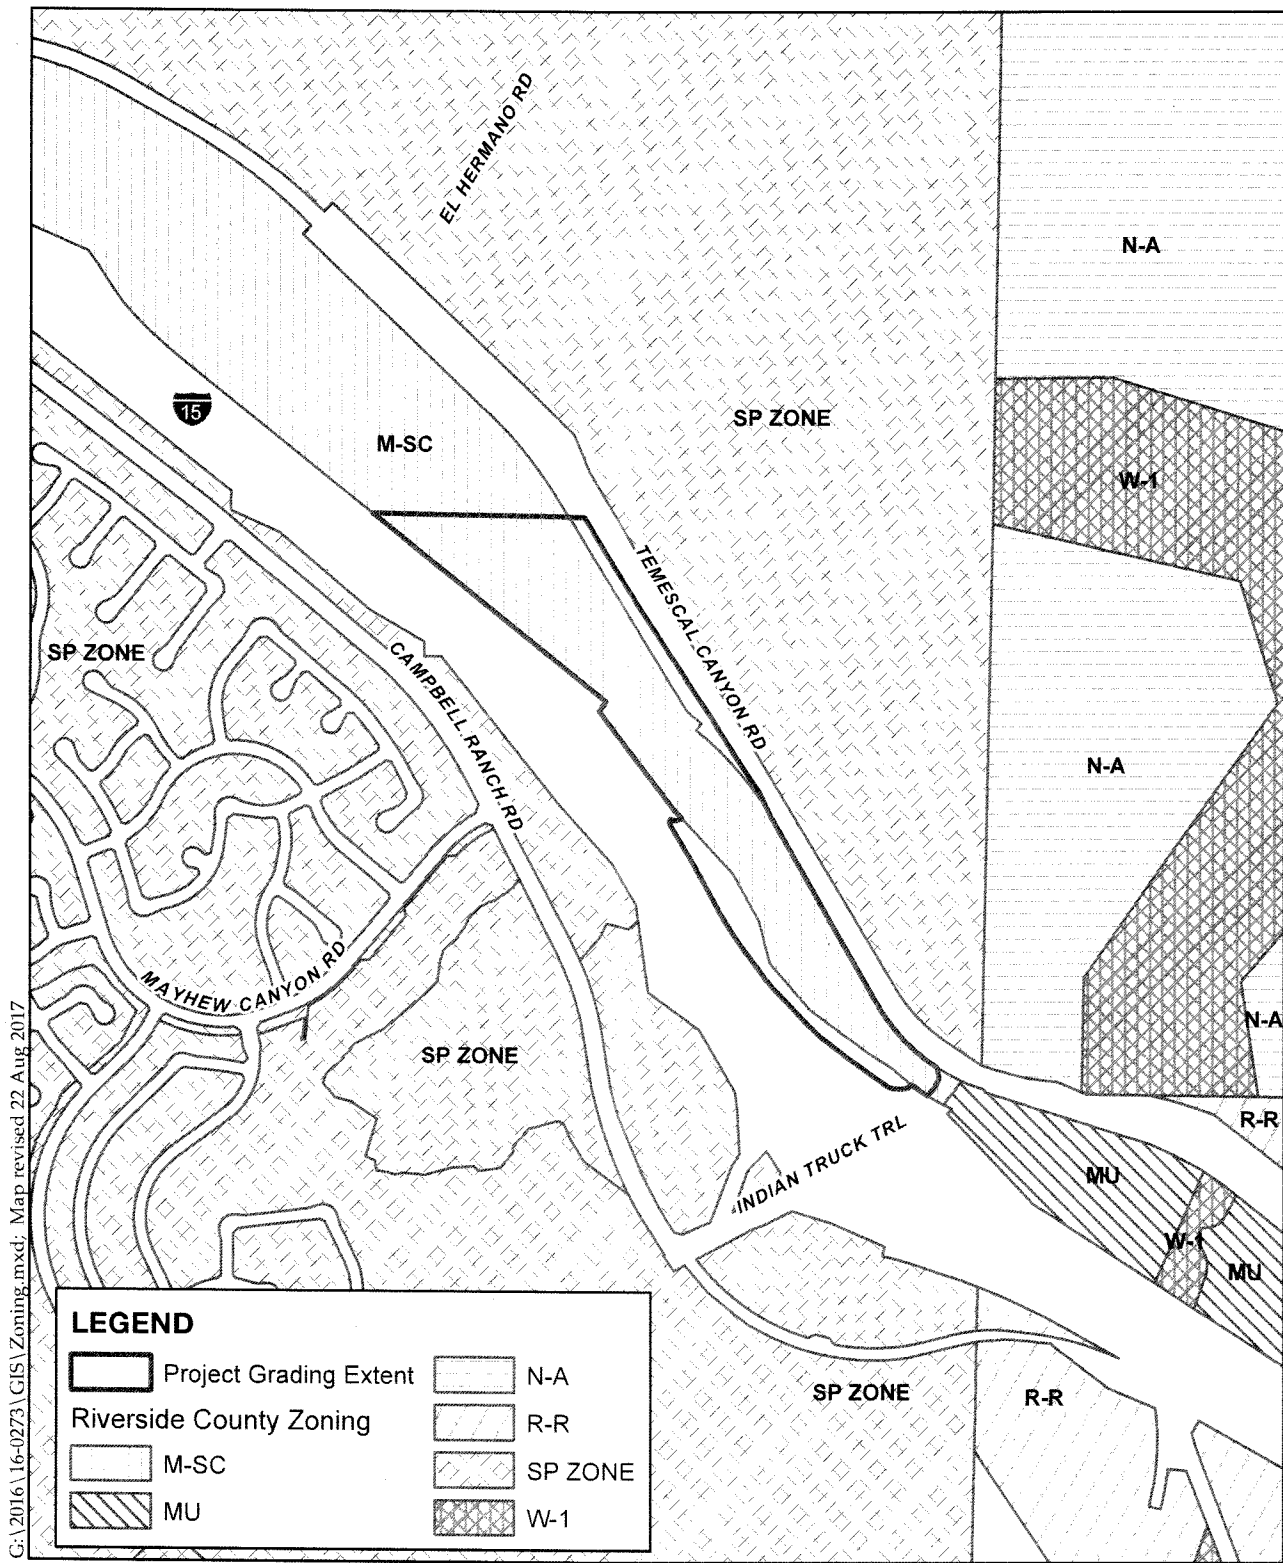 EL HERMANO RD
N-A
15
M-SC
SP ZONE
W-1
TEMESCAL CANYON RD
SP ZONE
CAMPBELL RANCH RD
N-A
MAYHEW CANYON RD
SP ZONE
N-A
R-R
INDIAN TRUCK TRL
MU
W-1
MU
SP ZONE
R-R
LEGEND
Project Grading Extent
Riverside County Zoning
M-SC
MU
N-A
R-R
SP ZONE
W-1
G:\2016\16-0273\GIS\Zoning.mxd; Map revised 22 Aug 2017